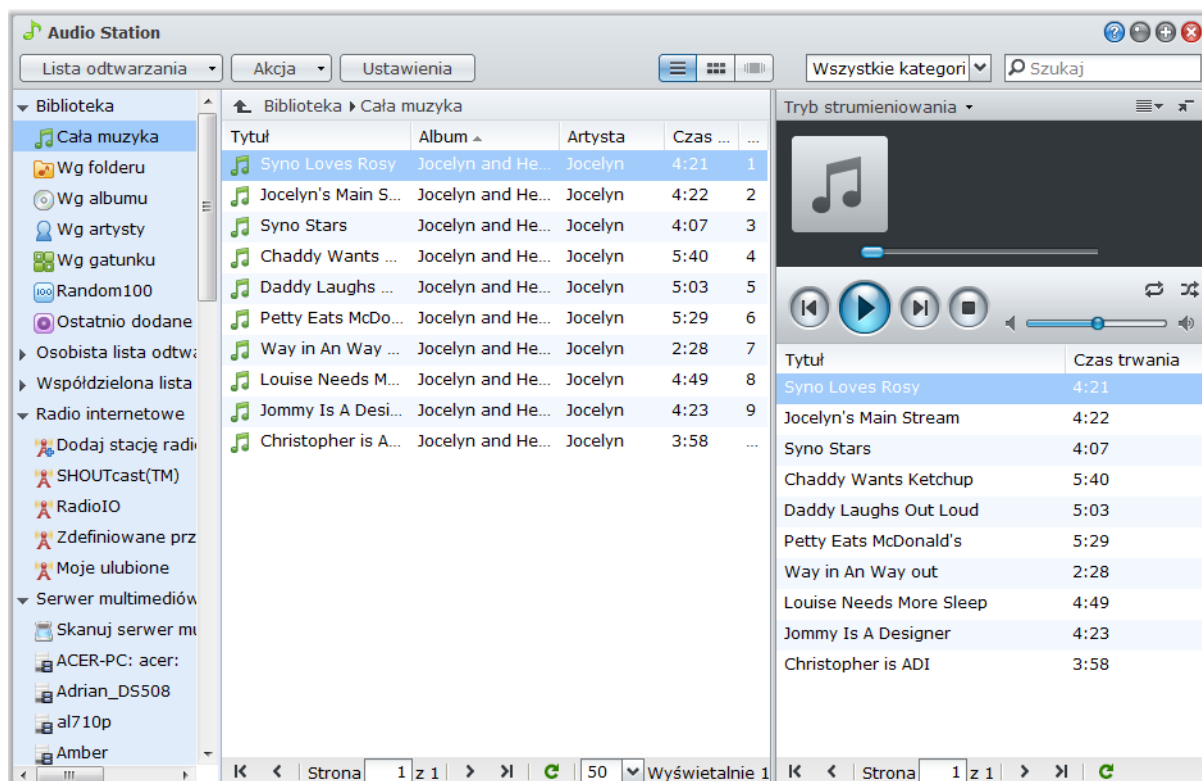 Audio Station
Lista odtwarzania Akcja Ustawienia Wszystkie kategori Szukaj
Biblioteka
Cała muzyka
Wg folderu
Wg albumu
Wg artysty
Wg gatunku
Random100
Ostatnio dodane
Osobista lista odtwa
Współdzielona lista
Radio internetowe
Dodaj stację radio
SHOUTcast(TM)
RadioIO
Zdefiniowane prz
Moje ulubione
Serwer multimediów
Skanuj serwer mu
ACER-PC: acer:
Adrian_DS508
al710p
Amber
Biblioteka Cała muzyka
Tytuł Album Artysta Czas ... ...
Syno Loves Rosy Jocelyn and He... Jocelyn 4:21 1
Jocelyn's Main S... Jocelyn and He... Jocelyn 4:22 2
Syno Stars Jocelyn and He... Jocelyn 4:07 3
Chaddy Wants ... Jocelyn and He... Jocelyn 5:40 4
Daddy Laughs ... Jocelyn and He... Jocelyn 5:03 5
Petty Eats McDo... Jocelyn and He... Jocelyn 5:29 6
Way in An Way ... Jocelyn and He... Jocelyn 2:28 7
Louise Needs M... Jocelyn and He... Jocelyn 4:49 8
Jommy Is A Desi... Jocelyn and He... Jocelyn 4:23 9
Christopher is A... Jocelyn and He... Jocelyn 3:58 ...
Strona 1 z 1 50 Wyświetalnie 1
Tryb strumieniowania
Tytuł Czas trwania
Syno Loves Rosy 4:21
Jocelyn's Main Stream 4:22
Syno Stars 4:07
Chaddy Wants Ketchup 5:40
Daddy Laughs Out Loud 5:03
Petty Eats McDonald's 5:29
Way in An Way out 2:28
Louise Needs More Sleep 4:49
Jommy Is A Designer 4:23
Christopher is ADI 3:58
Strona 1 z 1